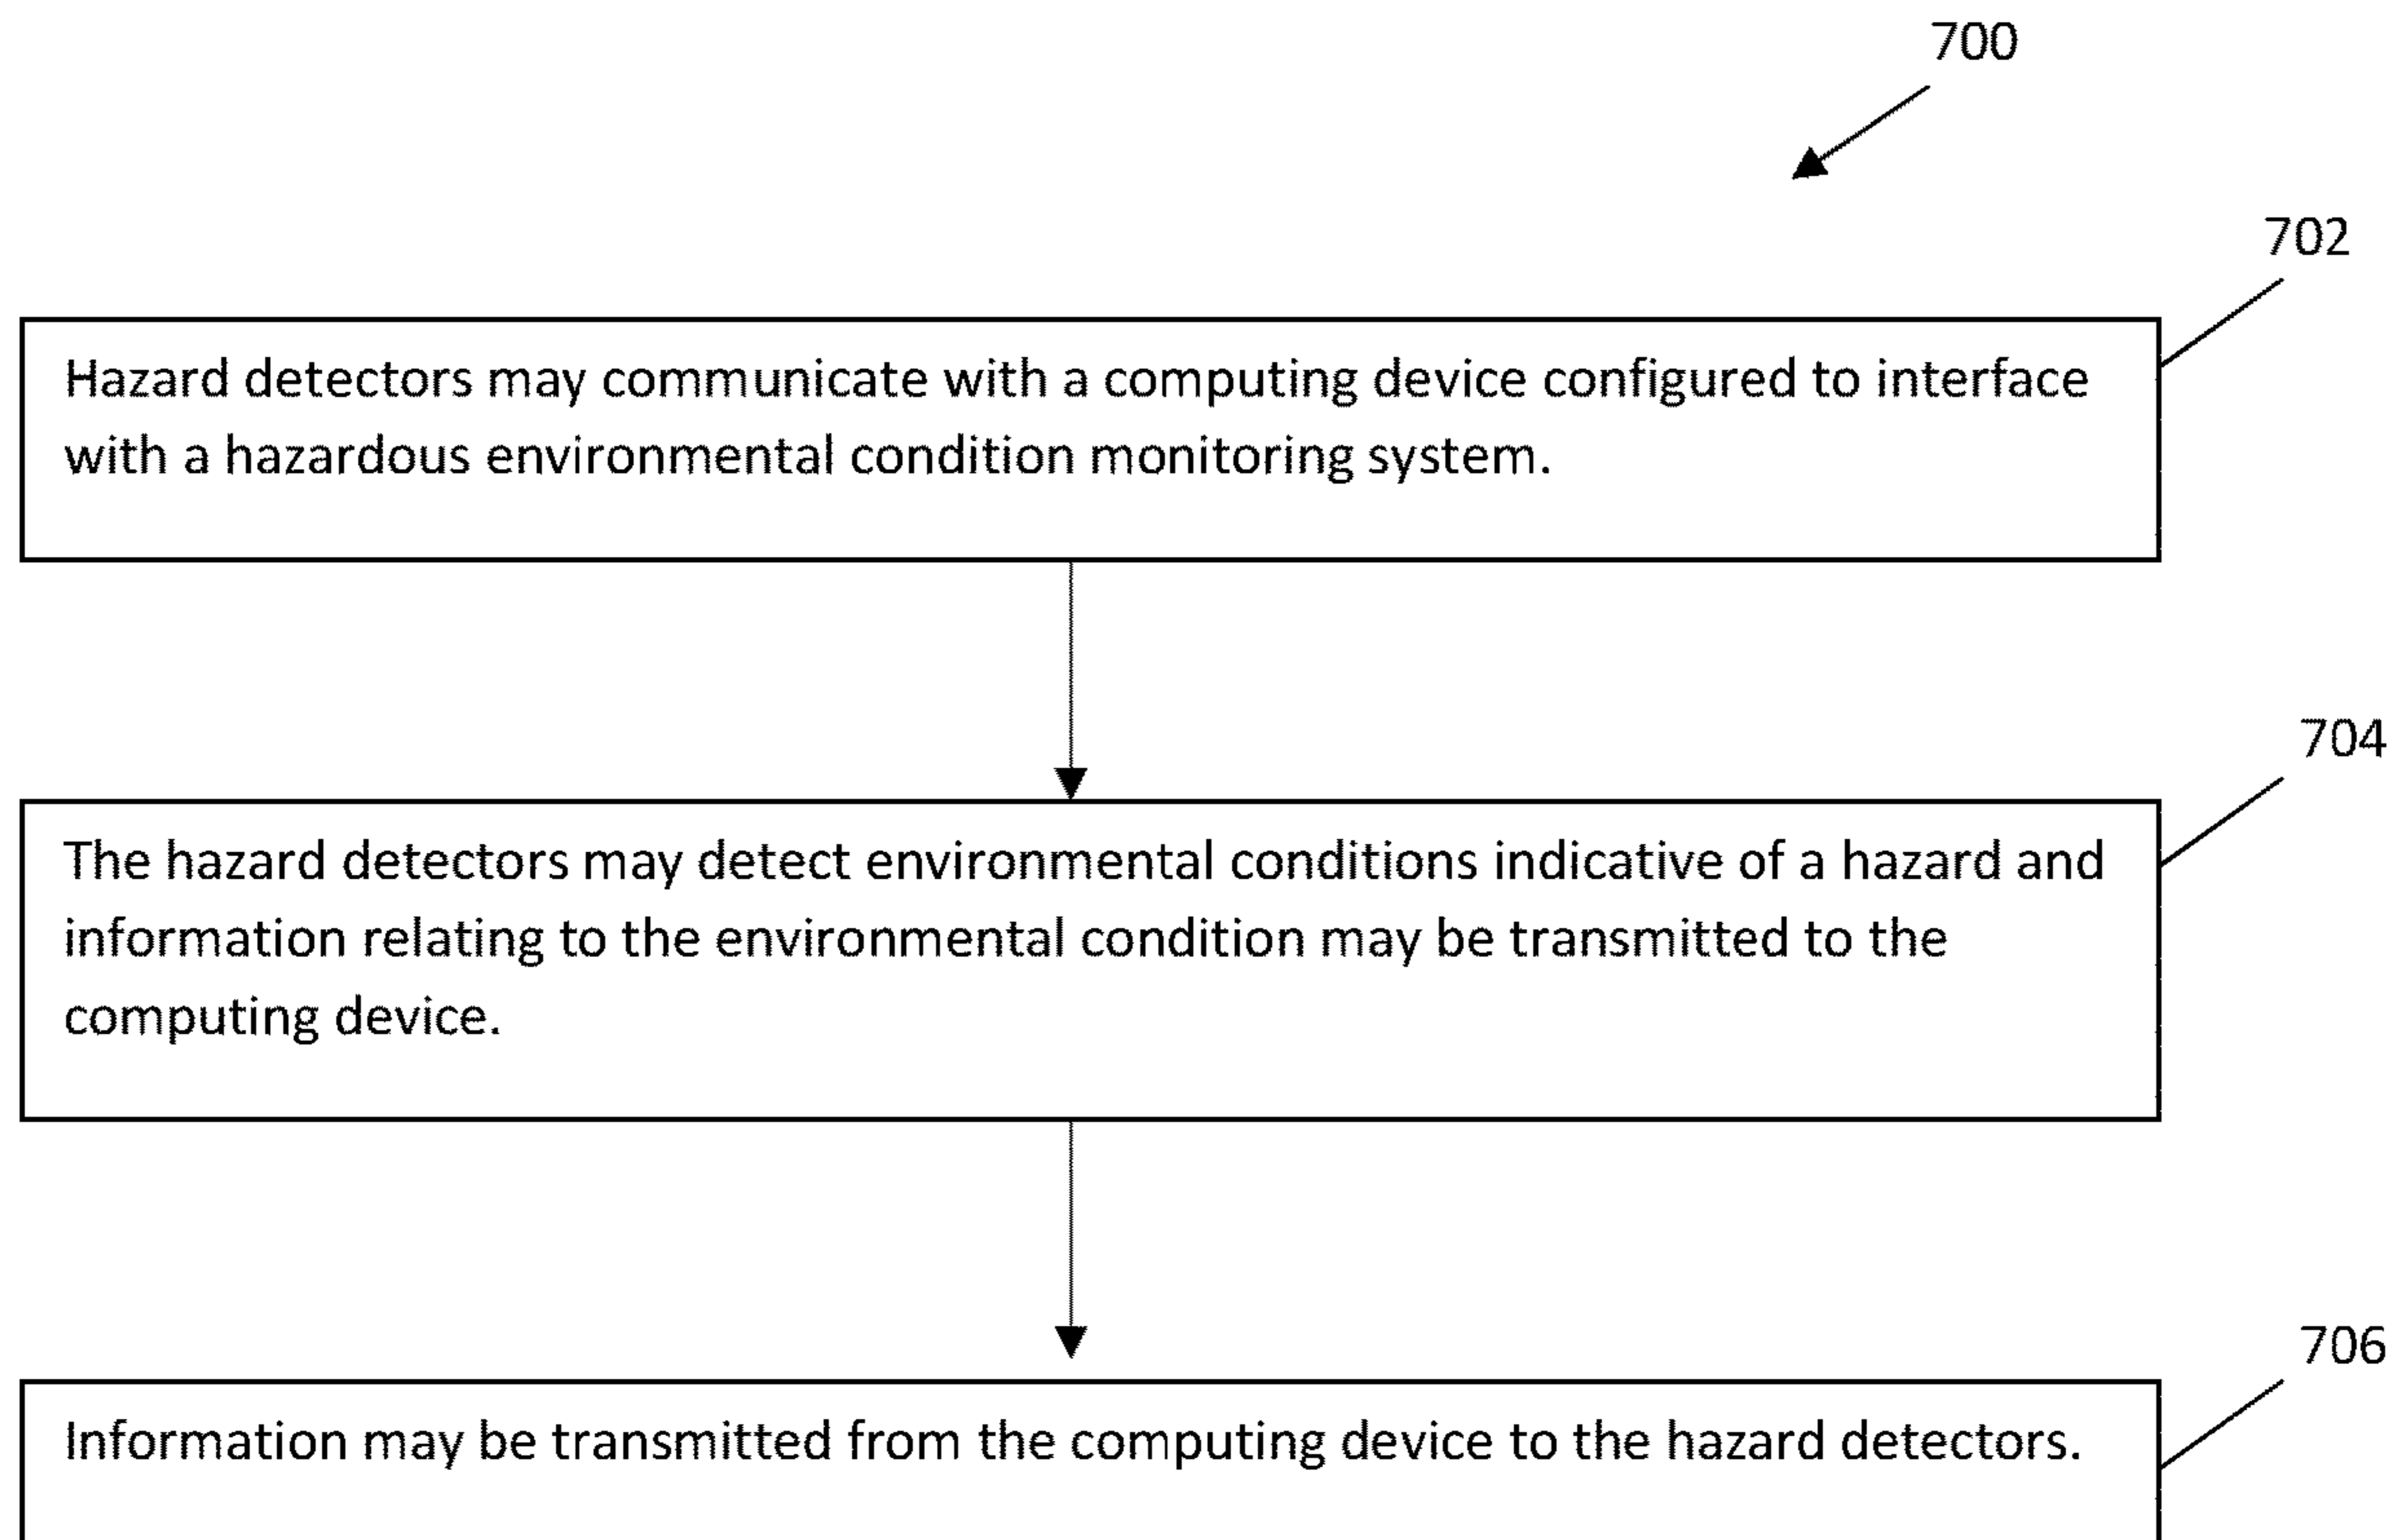 700
702
Hazard detectors may communicate with a computing device configured to interface
with a hazardous environmental condition monitoring system.
704
The hazard detectors may detect environmental conditions indicative of a hazard and
information relating to the environmental condition may be transmitted to the
computing device.
706
Information may be transmitted from the computing device to the hazard detectors.